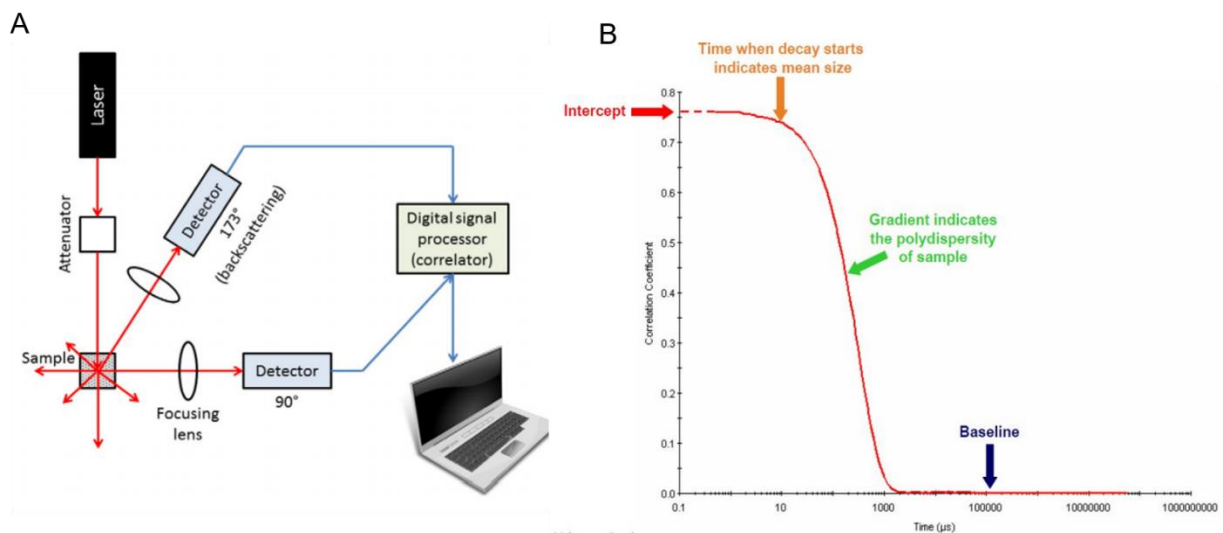 A
Laser
Attenuator
Detector
173°
(backscattering)
Digital signal
processor
(correlator)
Sample
Detector
90°
Focusing
lens
B
Time when decay starts
indicates mean size
Intercept
Gradient indicates
the polydispersity
of sample
Baseline
Correlation Coefficient
0.8
0.7
0.6
0.5
0.4
0.3
0.2
0.1
0.0
0.1
10
1000
100000
10000000
1000000000
Time (µs)